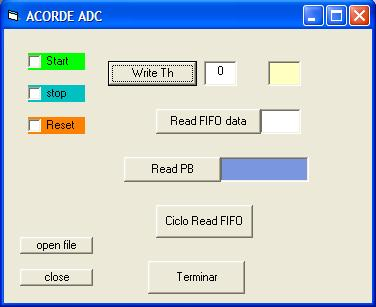 ACORDE ADC
Start
Write Th
0
stop
Read FIFO data
Reset
Read PB
Ciclo Read FIFO
open file
close
Terminar